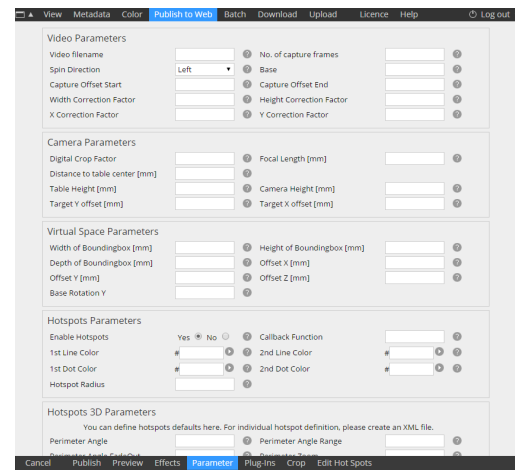 View Metadata Color Publish to Web Batch Download Upload Licence Help Log out
Video Parameters
Video filename No. of capture frames
Spin Direction Left Base
Capture Offset Start Capture Offset End
Width Correction Factor Height Correction Factor
X Correction Factor Y Correction Factor
Camera Parameters
Digital Crop Factor Focal Length [mm]
Distance to table center [mm]
Table Height [mm] Camera Height [mm]
Target Y offset [mm] Target X offset [mm]
Virtual Space Parameters
Width of Boundingbox [mm] Height of Boundingbox [mm]
Depth of Boundingbox [mm] Offset X [mm]
Offset Y [mm] Offset Z [mm]
Base Rotation Y
Hotspots Parameters
Enable Hotspots Yes No Callback Function
1st Line Color # 2nd Line Color #
1st Dot Color # 2nd Dot Color #
Hotspot Radius
Hotspots 3D Parameters
You can define hotspots defaults here. For individual hotspot definition, please create an XML file.
Perimeter Angle Perimeter Angle Range
Perimeter Angle FadeOut Perimeter Zoom
Cancel Publish Preview Effects Parameter Plug-Ins Crop Edit Hot Spots